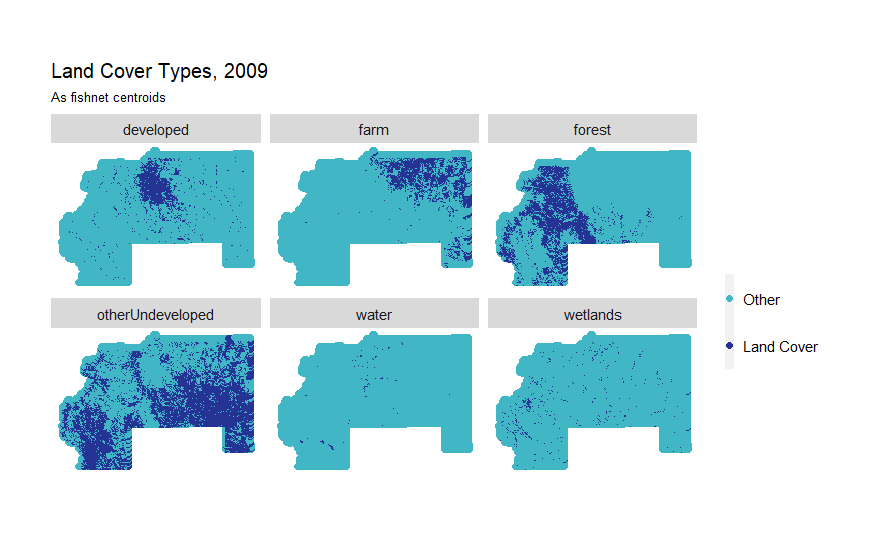 Land Cover Types, 2009
As fishnet centroids
developed
farm
forest
otherUndeveloped
water
wetlands
Other
Land Cover